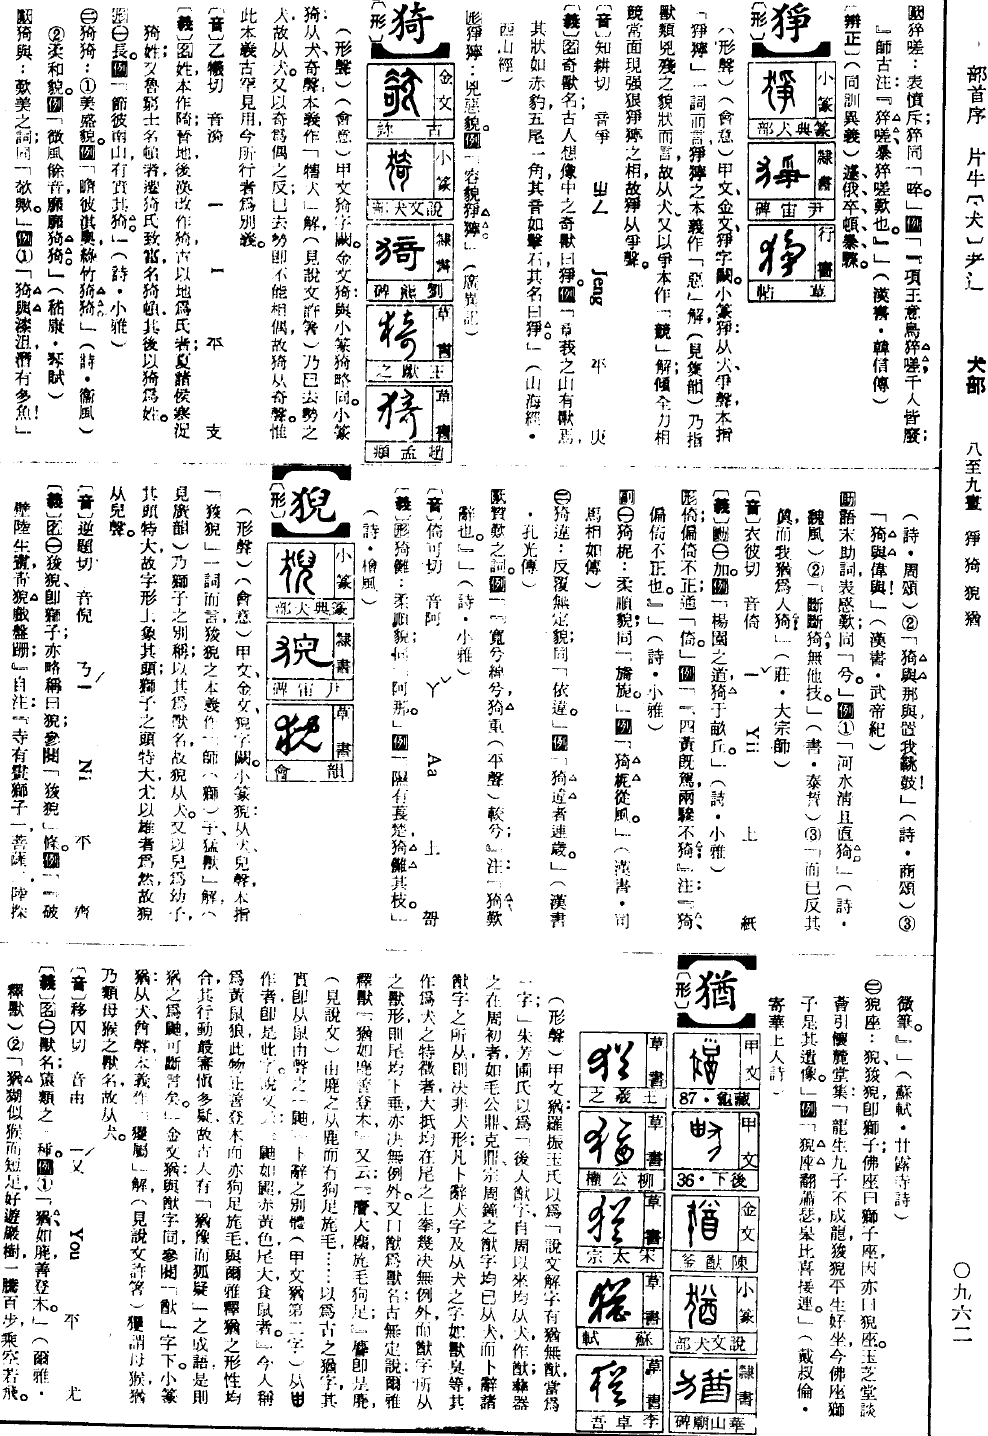 部首序 片牛〔犬〕歺辶
犬部
八至九畫 猙 猗 猊 猶
〇九六二
猝嗟:表憤斥猝同「啐」。例「『項王意烏猝嗟千人皆廢;
『師古注『猝嗟暴猝嗟歎也』」(漢書・韓信傳)
〔辨正〕(同訓異義)遽、俄、卒、頓、暴、驟。
猙
〔形〕
小篆
篆典犬部
隸書
尹宙碑
行書
草帖
(形聲)(會意)甲文、金文、猙字闕。小篆猙:从犬、爭聲,本指
「猙獰」一詞而言猙獰之本義作「惡」解(見集韻)乃指
獸類兇殘之貌狀而言,故从犬。又以爭本作「競」解,傾全力相
競常面現強狠猙獰之相,故猙从爭聲。
〔音〕知耕切 音爭 ㄓㄥ Jeng 平 庚
〔義〕名奇獸名,古人想像中之奇獸曰猙。例「章莪之山有獸焉,
其狀如赤豹,五尾一角,其音如擊石,其名曰猙。」(山海經・
西山經)
形猙獰:兇惡貌。例「容貌猙獰。」(廣異記)
猗
〔形〕
金文
古㱦
小篆
說文犬部
隸書
劉熊碑
草書
王獻之
草書
趙孟頫
(形聲)(會意)甲文猗字闕。金文猗:與小篆猗略同。小篆
猗:从犬、奇聲,本義作「犗犬」解(見說文許箸)乃已去勢之
犬,故从犬。又以奇爲偶之反,已去勢即不能相偶,故猗从奇聲。惟
此本義古罕見用,今所行者爲別義。
〔音〕乙犧切 音漪 一 I 平 支
〔義〕名姓,本作陭,晉地,後漢改作猗,古以地爲氏者;夏諸侯寒浞
猗姓;又魯窮士名頓者,適猗氏致富,名猗頓,其後以猗爲姓。
形㊀長。例「節彼南山,有實其猗。」(詩・小雅)
㊁猗猗:①美盛貌。例「瞻彼淇奧,綠竹猗猗。」(詩・衞風)
②柔和貌。例「微風餘音,靡靡猗猗。」(嵇康・琴賦)
歎猗與:歎美之詞,同「欹歟」。例①「猗與漆沮,潛有多魚!」
(詩・周頌)②「猗與那與,置我鞉鼓!」(詩・商頌)③
「猗與偉與!」(漢書・武帝紀)
助語末助詞,表感歎,同「兮」。例①「河水清且直猗。」(詩・
魏風)②「斷斷猗無他技。」(書・泰誓)③「而已反其
眞,而我猶爲人猗。」(莊・大宗師)
〔音〕衣彼切 音倚 一ˇ Yii 上 紙
〔義〕動㊀加。例「楊園之道,猗于畝丘。」(詩・小雅)
形倚偏倚不正,通「倚」。例「『四黃既駕,兩驂不猗。』注:『猗,
偏倚不正也。』」(詩・小雅)
副㊀猗柅:柔順貌,同「旖旎」。例「猗柅從風。」(漢書・司
馬相如傳)
㊁猗違:反覆無定貌,同「依違」。例「猗違者連歲。」(漢書
・孔光傳)
歎贊歎之詞。例「『寬兮綽兮,猗重(平聲)較兮。』注:『猗,歎
辭也。』」(詩・小雅)
〔音〕倚可切 音阿 ㄚ Aa 上 哿
〔義〕形猗儺:柔順貌,同「阿那」。例「隰有萇楚,猗儺其枝。」
(詩・檜風)
猊
〔形〕
小篆
篆典犬部
隸書
尹宙碑
草書
韻會
(形聲)(會意)甲文、金文、猊字闕。小篆猊:从犬、兒聲,本指
「狻猊」一詞而言,狻猊之本義作「師(獅)子,猛獸」解,(
見廣韻)乃獅子之別稱;以其爲獸名,故猊从犬。又以兒爲幼子,
其頭特大,故字形上象其頭;獅子之頭特大,尤以雄者爲然,故猊
从兒聲。
〔音〕逆題切 音倪 ㄋㄧˊ Ni 平 齊
〔義〕名㊀狻猊即獅子,亦略稱曰猊,參閱「狻猊」條。例「『破
壁陸生畫,青猊戲盤跚。』自注:『寺有畫獅子一菩薩、陸探
微筆。』」(蘇軾・甘露寺詩)
㊁猊座:猊狻猊,即獅子,佛座曰獅子座,因亦曰猊座。玉芝堂談
薈引懷麓堂集「龍生九子不成龍,狻猊平生好坐,今佛座獅
子是其遺像。」例「猊座翻蕭瑟,皋比喜接連。」(戴叔倫・
寄華上人詩)
猶
〔形〕
甲文
藏龜・87
甲文
後下・36
金文
陳猷釜
小篆
說文犬部
隸書
華山廟碑
草書
王羲之
草書
柳公權
草書
宋太宗
草書
蘇軾
草書
李卓吾
(形聲)甲文猶:羅振玉氏以爲「說文解字有猶無猷,當爲
一字」朱芳圃氏以爲「後人猷字,自周以來均从犬作,猷彝器
之在周初者,如毛公鼎、克鼎、宗周鐘之猷字均已从犬,而卜辭諸
猷字之所从則決非犬形,凡卜辭犬字及从犬之字如獸臭等,其
作爲犬之特徵者,大抵均在尾之上拳,幾決無例外,而猷字所从
之獸形則尾均下垂,亦決無例外。又曰猷爲獸名,古無定說,爾雅
釋獸「猶如麂,善登木。」又云:「麐大麃,旄毛狗足。」麐即是麂,
(見說文)由麂之从鹿而有狗足旄毛……以爲古之猶字,其
實即从鼠由聲之「鼬」,卜辭之別體(甲文猶第二字)从由
作者,即是此字。說文:「鼬,如鼠,赤黃色,尾大,食鼠者。」今人稱
爲黃鼠狼,此物正善登木,而亦狗足旄毛,與爾雅釋猶之形性均
合,其行動最審愼多疑,故古人有「猶豫而狐疑」之成語,是則
猶之爲鼬可斷言矣。」金文猶與猷字同,參閱「猷」字下。小篆
猶:从犬、酋聲,本義作「玃屬」解(見說文許箸)玃謂母猴,猶
乃類母猴之獸名,故从犬。
〔音〕移囚切 音由 ㄧㄡˊ You 平 尤
〔義〕名㊀獸名,猿類之一種。例①「猶如麂,善登木。」(爾雅・
釋獸)②「猶猢似猴而短足,好遊巖樹,一騰百步,乘空若飛。